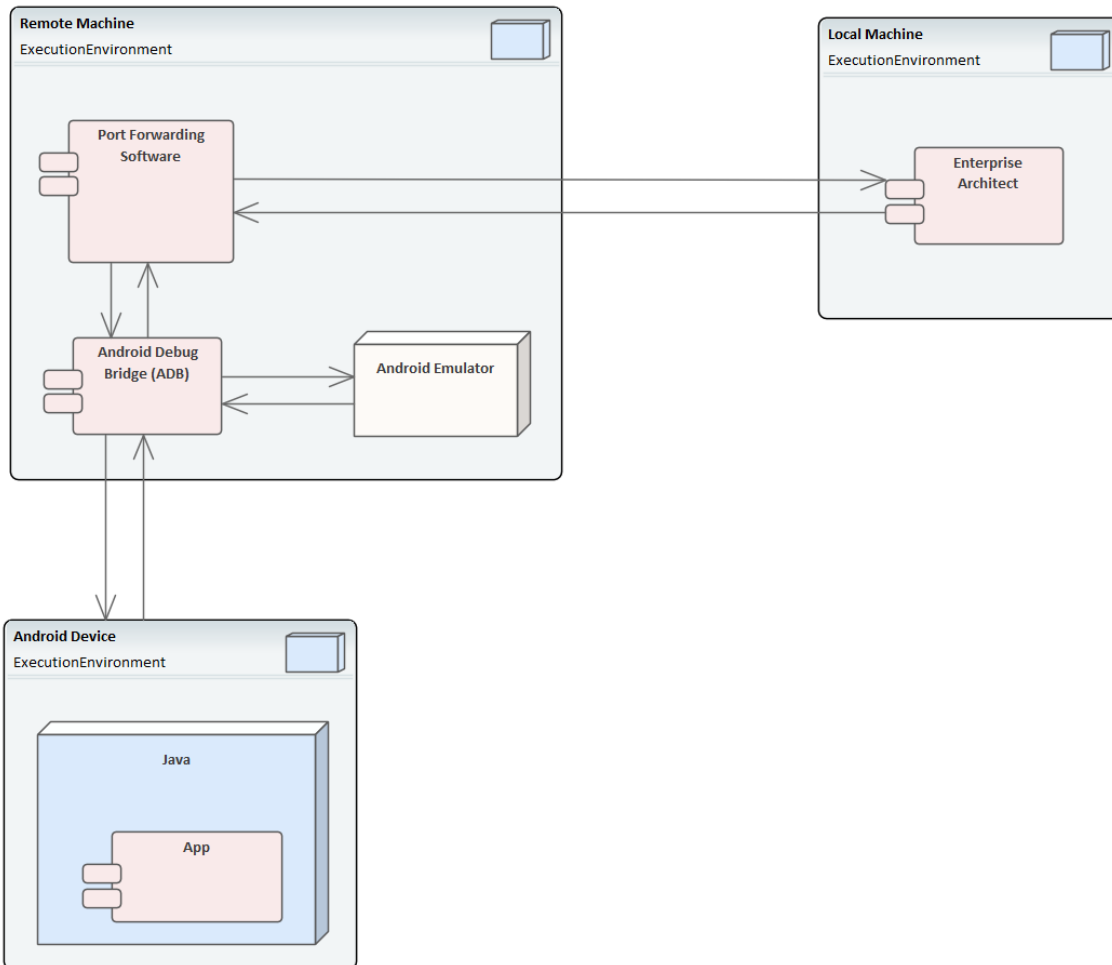 Remote Machine
ExecutionEnvironment
Port Forwarding
Software
Android Debug
Bridge (ADB)
Android Emulator
Local Machine
ExecutionEnvironment
Enterprise
Architect
Android Device
ExecutionEnvironment
Java
App